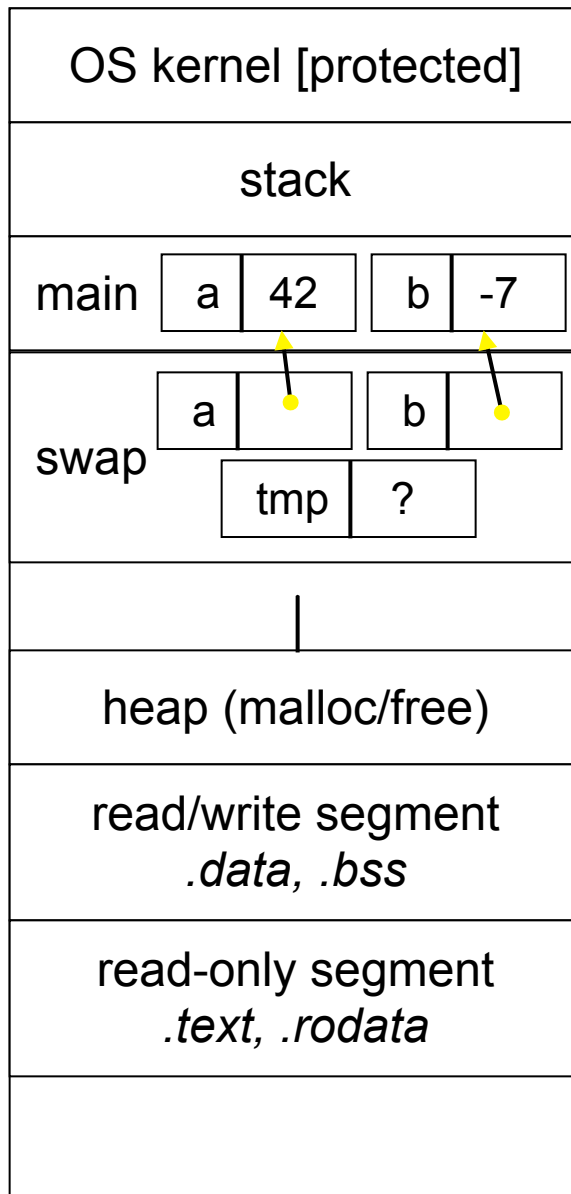 OS kernel [protected]
stack
main a 42 b -7
a b
swap
tmp ?
heap (malloc/free)
read/write segment
.data, .bss
read-only segment
.text, .rodata